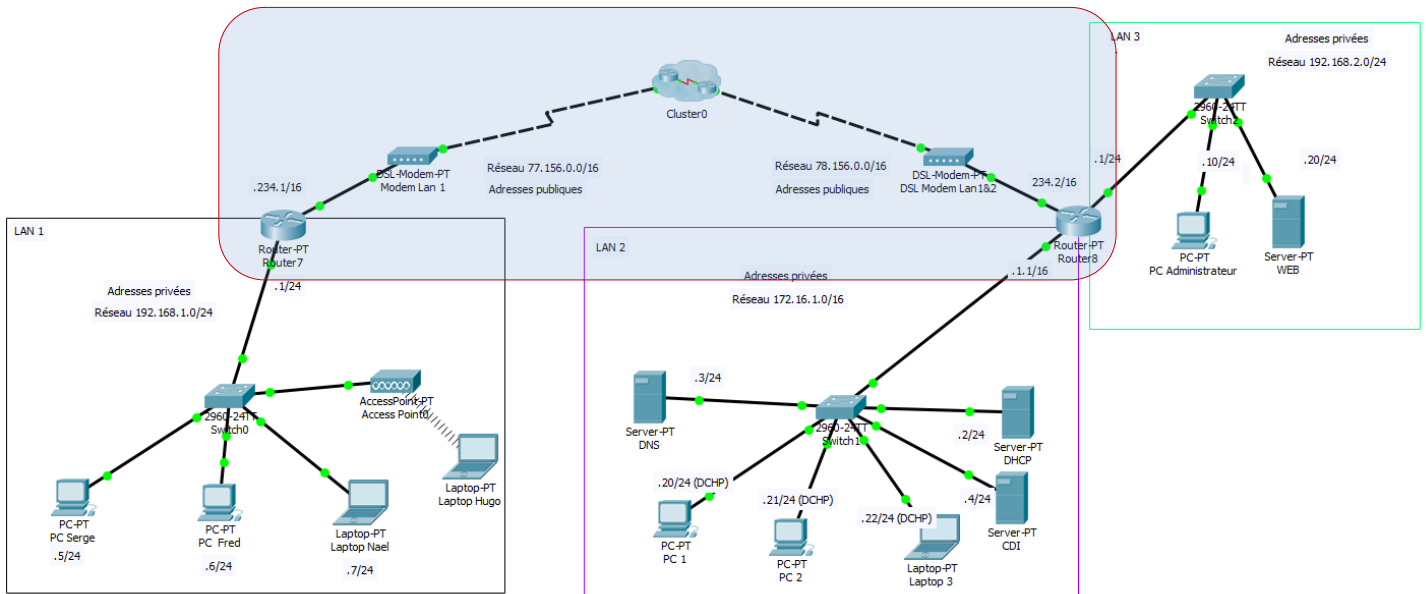 Cluster0
Réseau 77.156.0.0/16
Adresses publiques
Réseau 78.156.0.0/16
Adresses publiques
DSL-Modem-PT
Modem Lan 1
DSL-Modem-PT
DSL Modem Lan1&2
.234.1/16
234.2/16
Router-PT
Router7
Router-PT
Router8
LAN 3
Adresses privées
Réseau 192.168.2.0/24
2960-24TT
Switch2
.1/24
.10/24
.20/24
PC-PT
PC Administrateur
Server-PT
WEB
LAN 1
.1/24
Adresses privées
Réseau 192.168.1.0/24
2960-24TT
Switch0
AccessPoint-PT
Access Point0
Laptop-PT
Laptop Hugo
PC-PT
PC Serge
.5/24
PC-PT
PC Fred
.6/24
Laptop-PT
Laptop Nael
.7/24
LAN 2
Adresses privées
Réseau 172.16.1.0/16
.1.1/16
.3/24
Server-PT
DNS
2960-24TT
Switch1
.2/24
Server-PT
DHCP
.4/24
Server-PT
CDI
.20/24 (DCHP)
PC-PT
PC 1
.21/24 (DCHP)
PC-PT
PC 2
.22/24 (DCHP)
Laptop-PT
Laptop 3